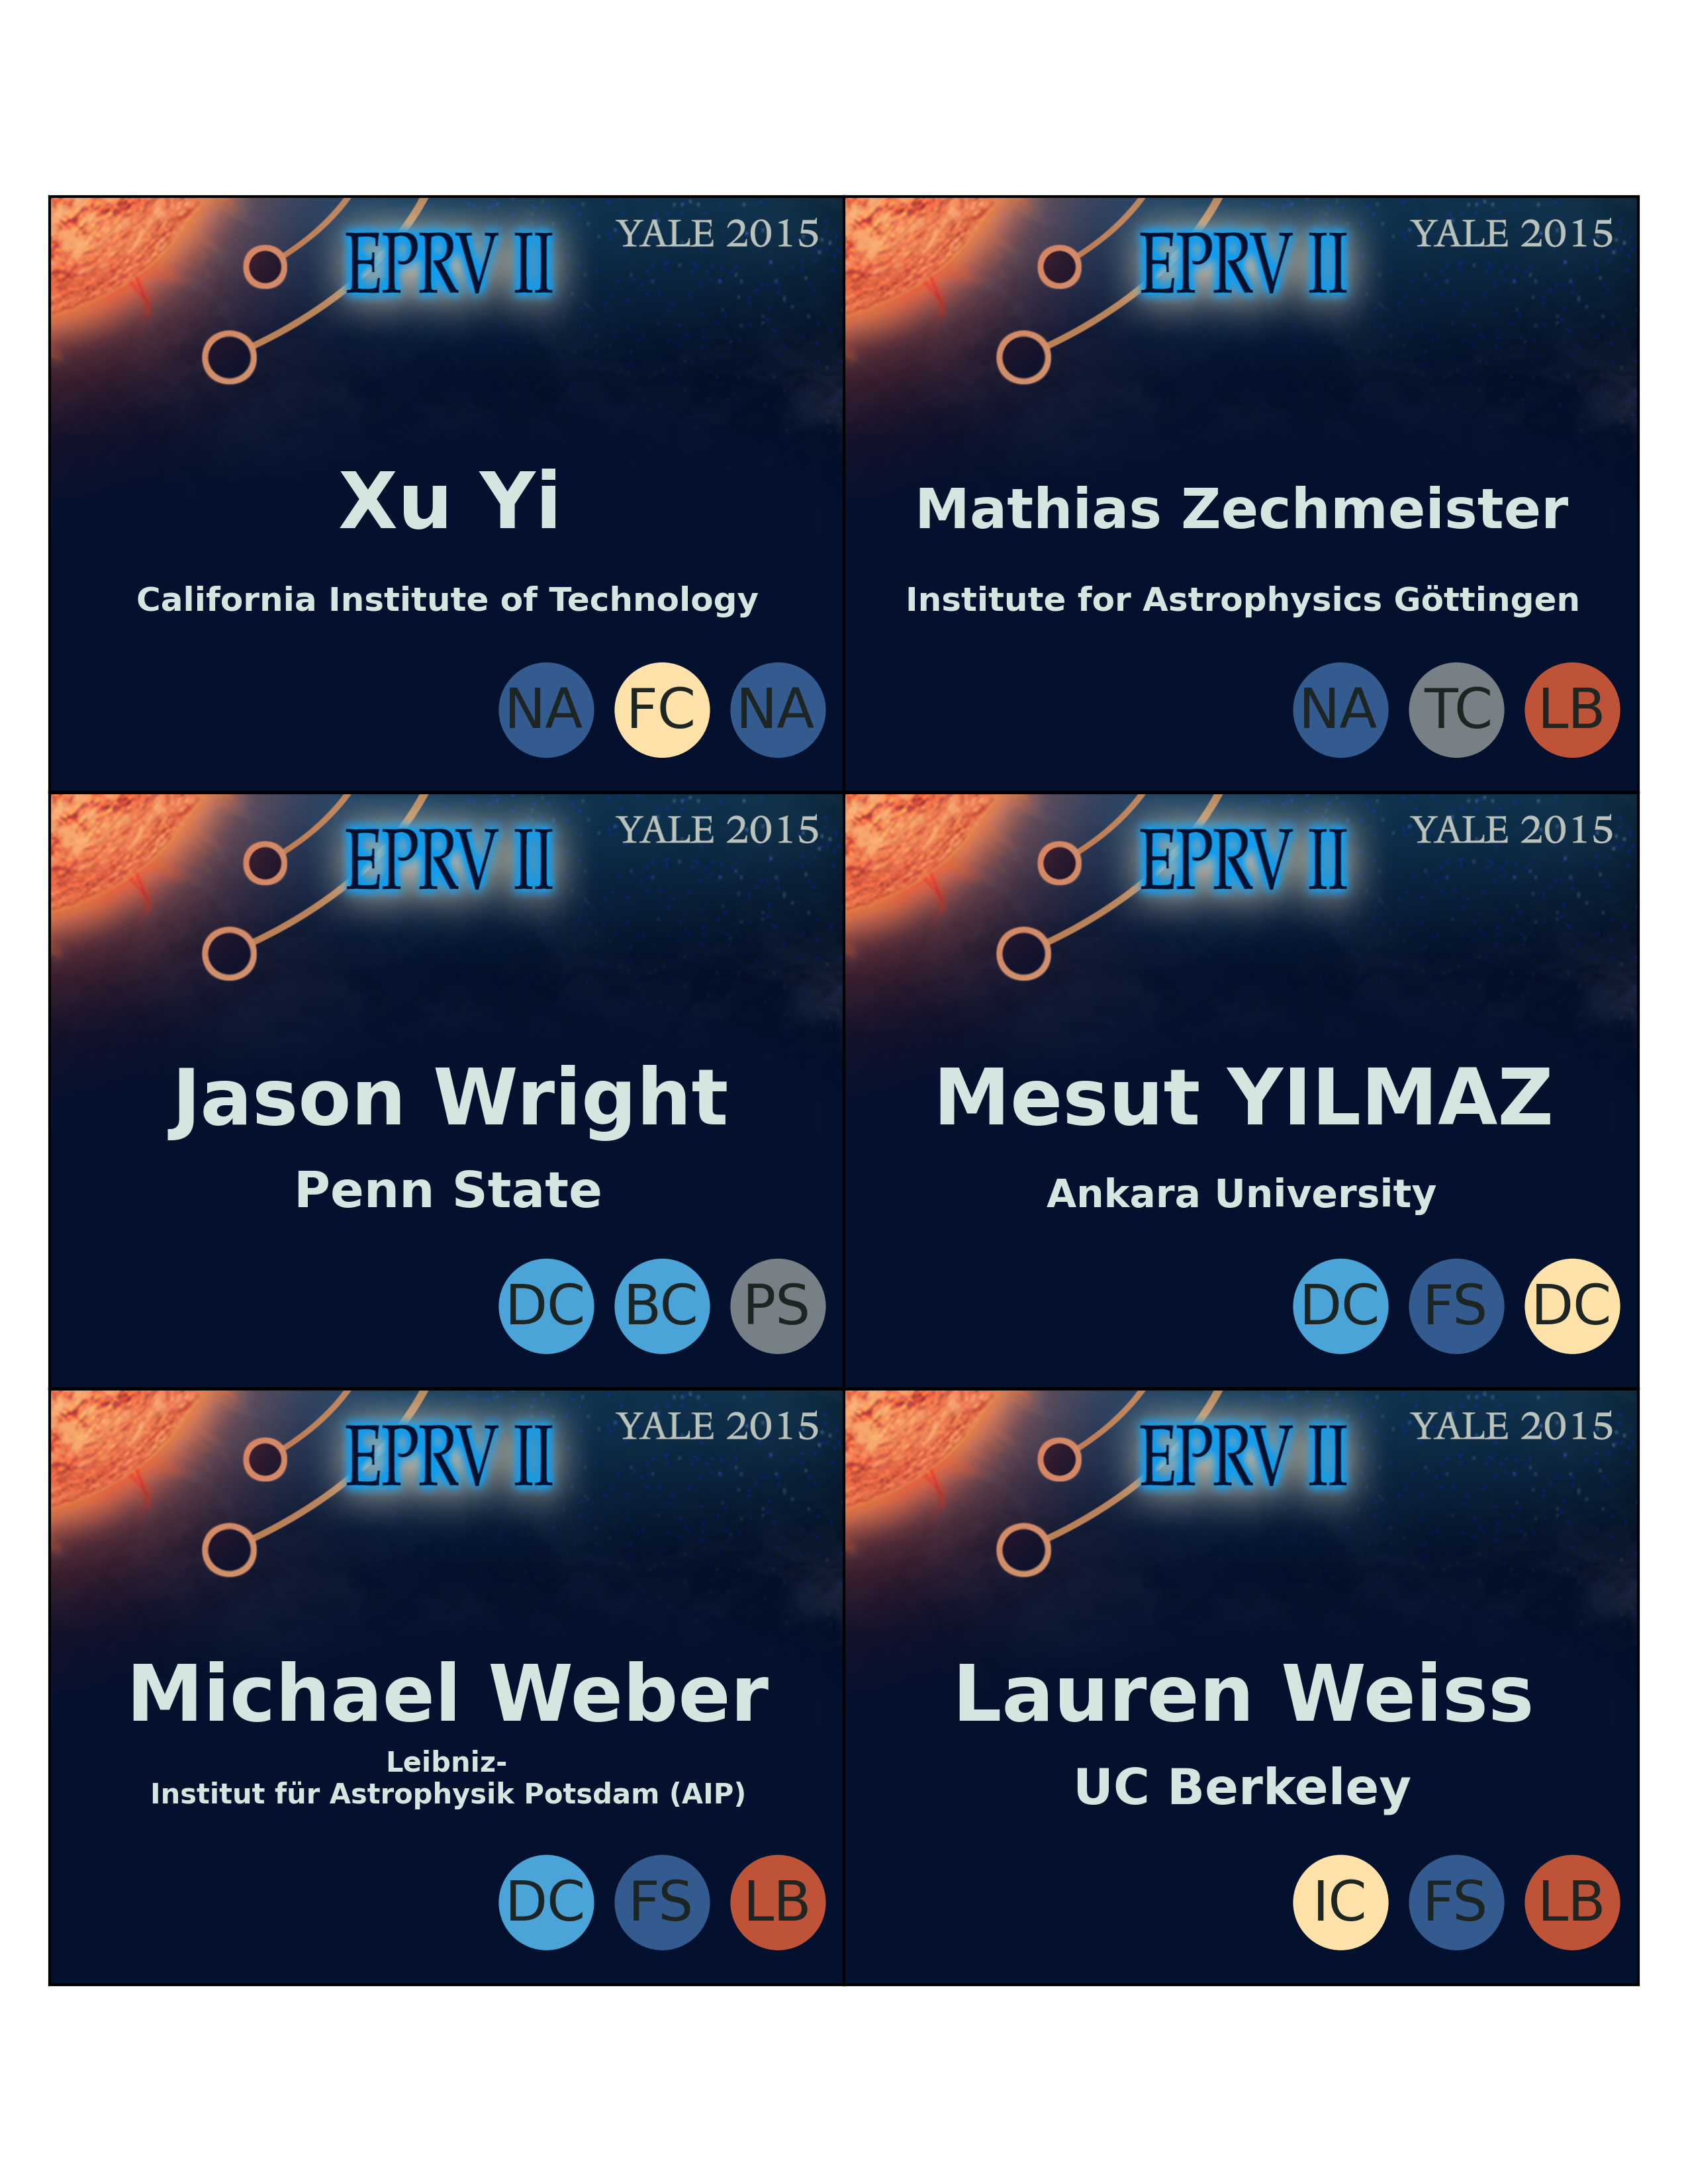 EPRV II
YALE 2015
Xu Yi
California Institute of Technology
NA FC NA
EPRV II
YALE 2015
Mathias Zechmeister
Institute for Astrophysics Göttingen
NA TC LB
EPRV II
YALE 2015
Jason Wright
Penn State
DC BC PS
EPRV II
YALE 2015
Mesut YILMAZ
Ankara University
DC FS DC
EPRV II
YALE 2015
Michael Weber
Leibniz-
Institut für Astrophysik Potsdam (AIP)
DC FS LB
EPRV II
YALE 2015
Lauren Weiss
UC Berkeley
IC FS LB